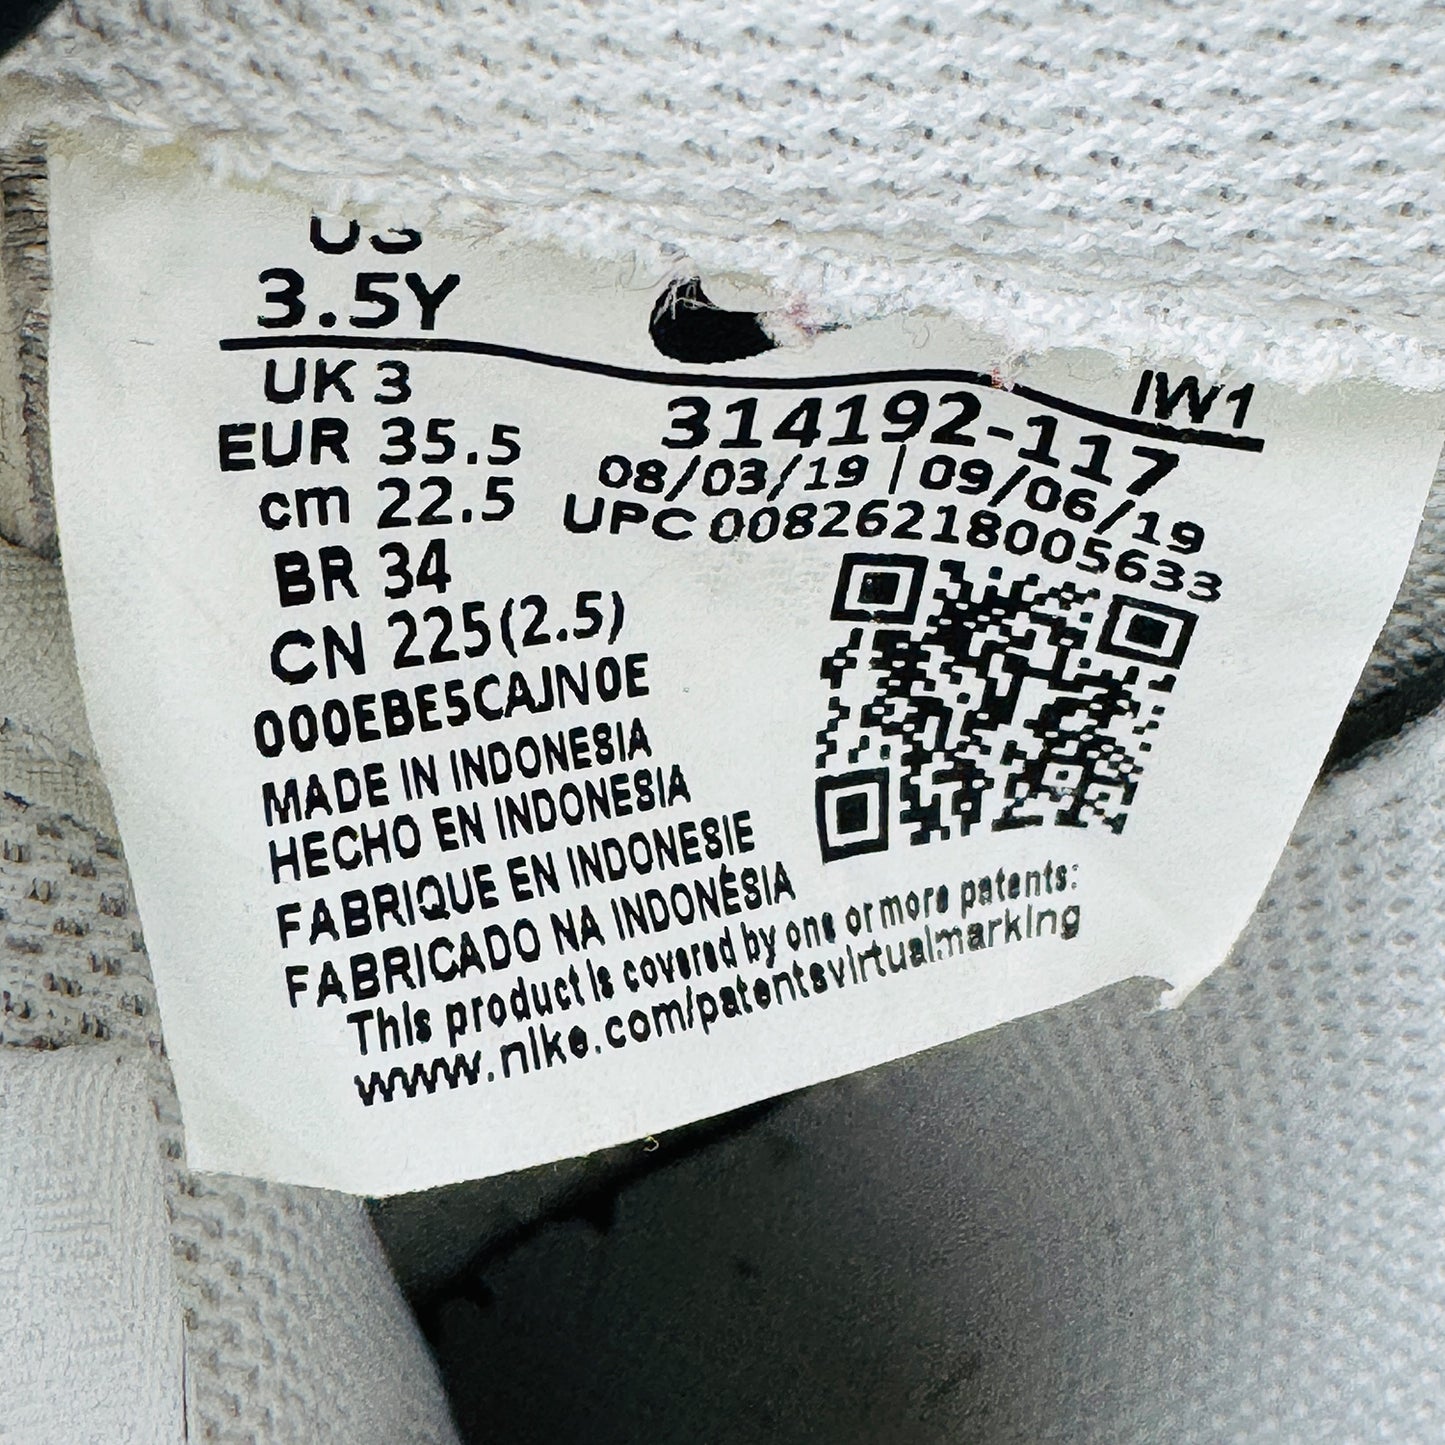 US
3.5Y
IW1
UK 3
EUR 35.5
cm 22.5
BR 34
CN 225(2.5)
314192-117
08/03/19 | 09/06/19
UPC 00826218005633
000EBE5CAJN0E
MADE IN INDONESIA
HECHO EN INDONESIA
FABRIQUE EN INDONESIE
FABRICADO NA INDONÉSIA
This product is covered by one or more patents:
www.nike.com/patentsvirtualmarking